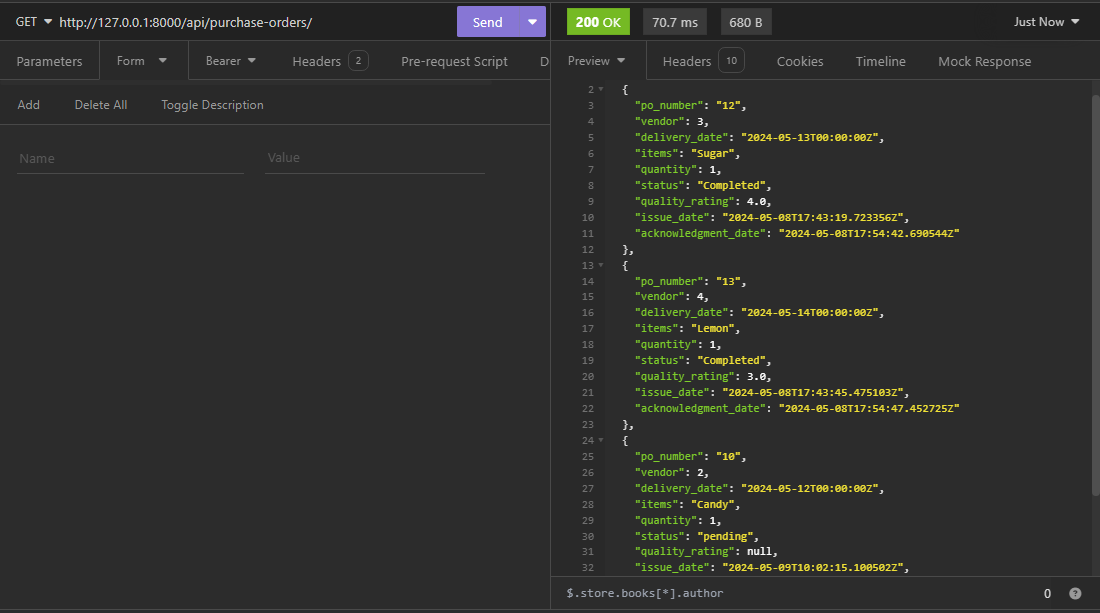 GET http://127.0.0.1:8000/api/purchase-orders/ Send 200 OK 70.7 ms 680 B Just Now
Parameters Form Bearer Headers 2 Pre-request Script D Preview Headers 10 Cookies Timeline Mock Response
Add Delete All Toggle Description
Name Value
2 {
3 "po_number": "12",
4 "vendor": 3,
5 "delivery_date": "2024-05-13T00:00:00Z",
6 "items": "Sugar",
7 "quantity": 1,
8 "status": "Completed",
9 "quality_rating": 4.0,
10 "issue_date": "2024-05-08T17:43:19.723356Z",
11 "acknowledgment_date": "2024-05-08T17:54:42.690544Z"
12 },
13 {
14 "po_number": "13",
15 "vendor": 4,
16 "delivery_date": "2024-05-14T00:00:00Z",
17 "items": "Lemon",
18 "quantity": 1,
19 "status": "Completed",
20 "quality_rating": 3.0,
21 "issue_date": "2024-05-08T17:43:45.475103Z",
22 "acknowledgment_date": "2024-05-08T17:54:47.452725Z"
23 },
24 {
25 "po_number": "10",
26 "vendor": 2,
27 "delivery_date": "2024-05-12T00:00:00Z",
28 "items": "Candy",
29 "quantity": 1,
30 "status": "pending",
31 "quality_rating": null,
32 "issue_date": "2024-05-09T10:02:15.100502Z",
$.store.books[*].author 0 ?